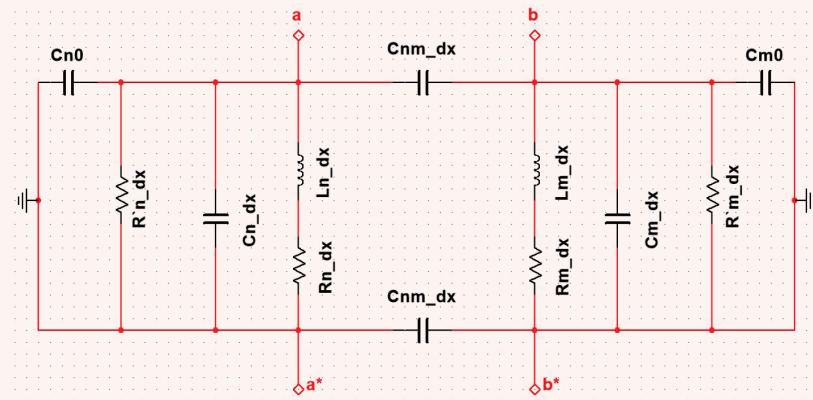 a
b
Cn0
Cnm_dx
Cm0
R`n_dx
Cn_dx
Ln_dx
Rn_dx
Lm_dx
Rm_dx
Cm_dx
R`m_dx
Cnm_dx
a*
b*